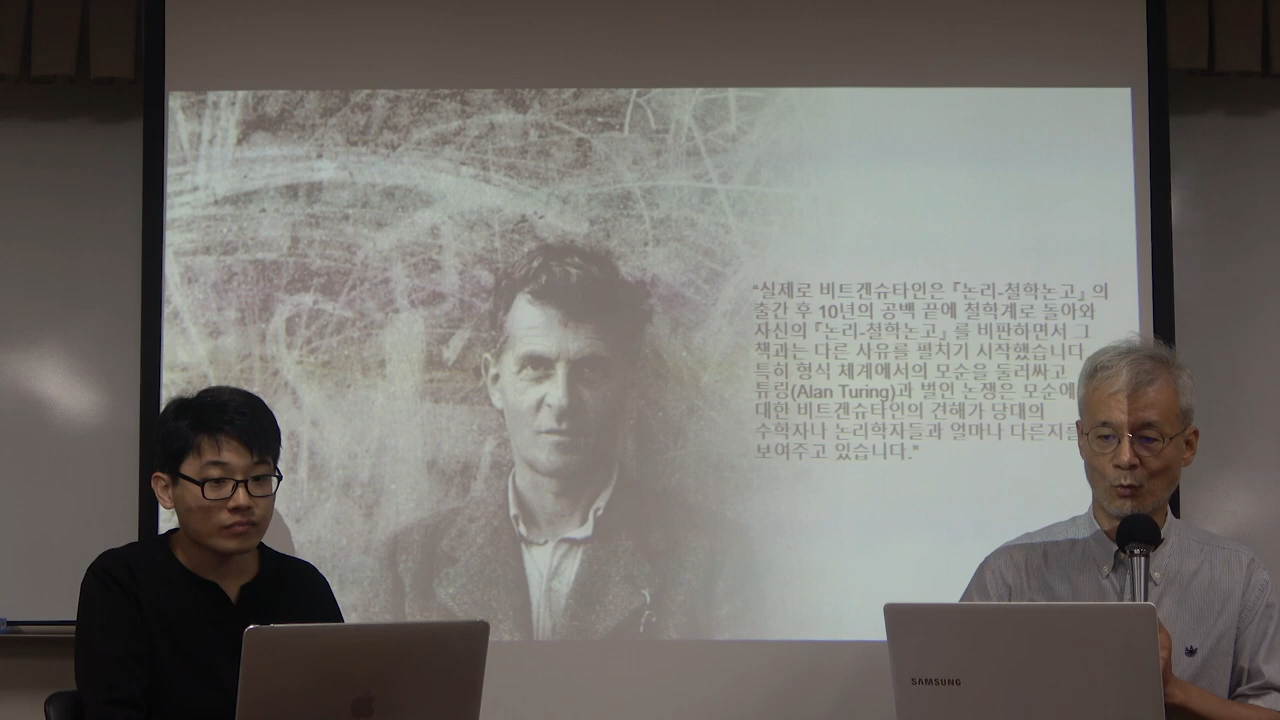 “실제로 비트겐슈타인은 『논리-철학논고』의
출간 후 10년의 공백 끝에 철학계로 돌아와
자신의 『논리-철학논고』를 비판하면서 그
책과는 다른 사유를 펼치기 시작했습니다
특히 형식 체계에서의 모순을 둘러싸고
튜링(Alan Turing)과 벌인 논쟁은 모순에
대한 비트겐슈타인의 견해가 당대의
수학자나 논리학자들과 얼마나 다른지를
보여주고 있습니다.”
SAMSUNG